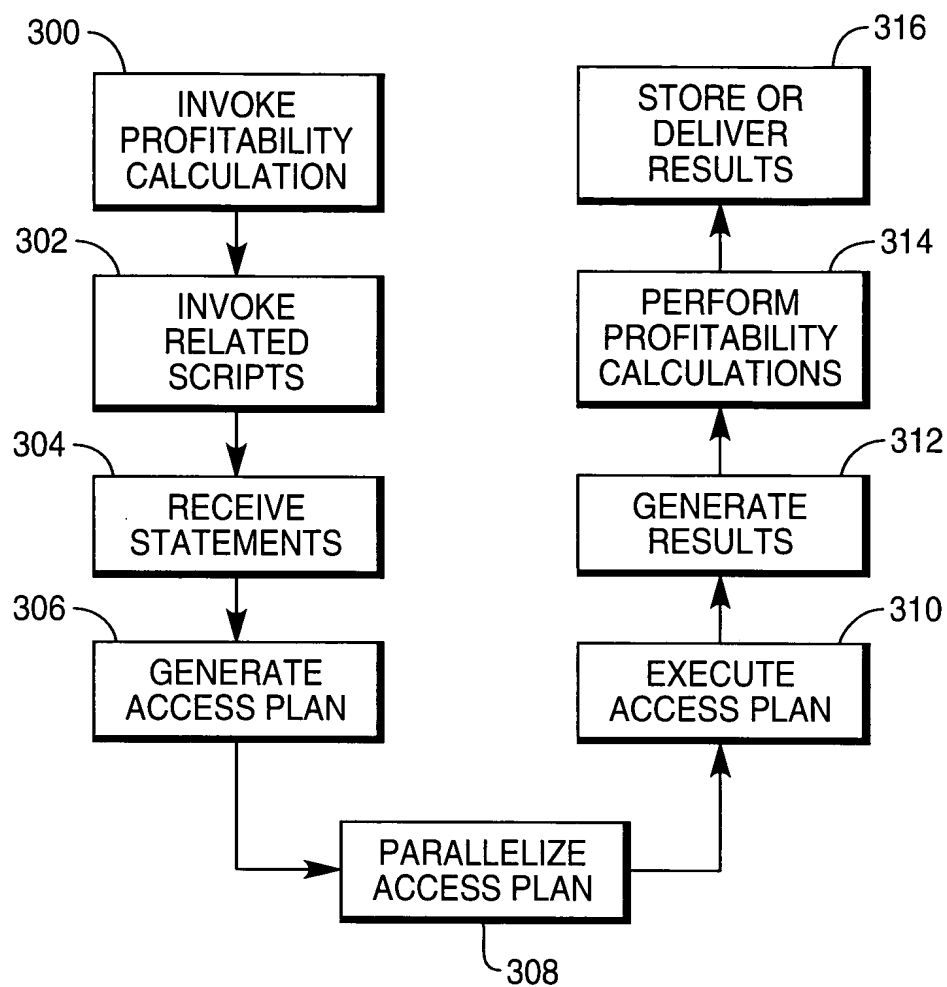 300
INVOKE
PROFITABILITY
CALCULATION
302
INVOKE
RELATED
SCRIPTS
304
RECEIVE
STATEMENTS
306
GENERATE
ACCESS PLAN
PARALLELIZE
ACCESS PLAN
308
310
EXECUTE
ACCESS PLAN
312
GENERATE
RESULTS
314
PERFORM
PROFITABILITY
CALCULATIONS
316
STORE OR
DELIVER
RESULTS